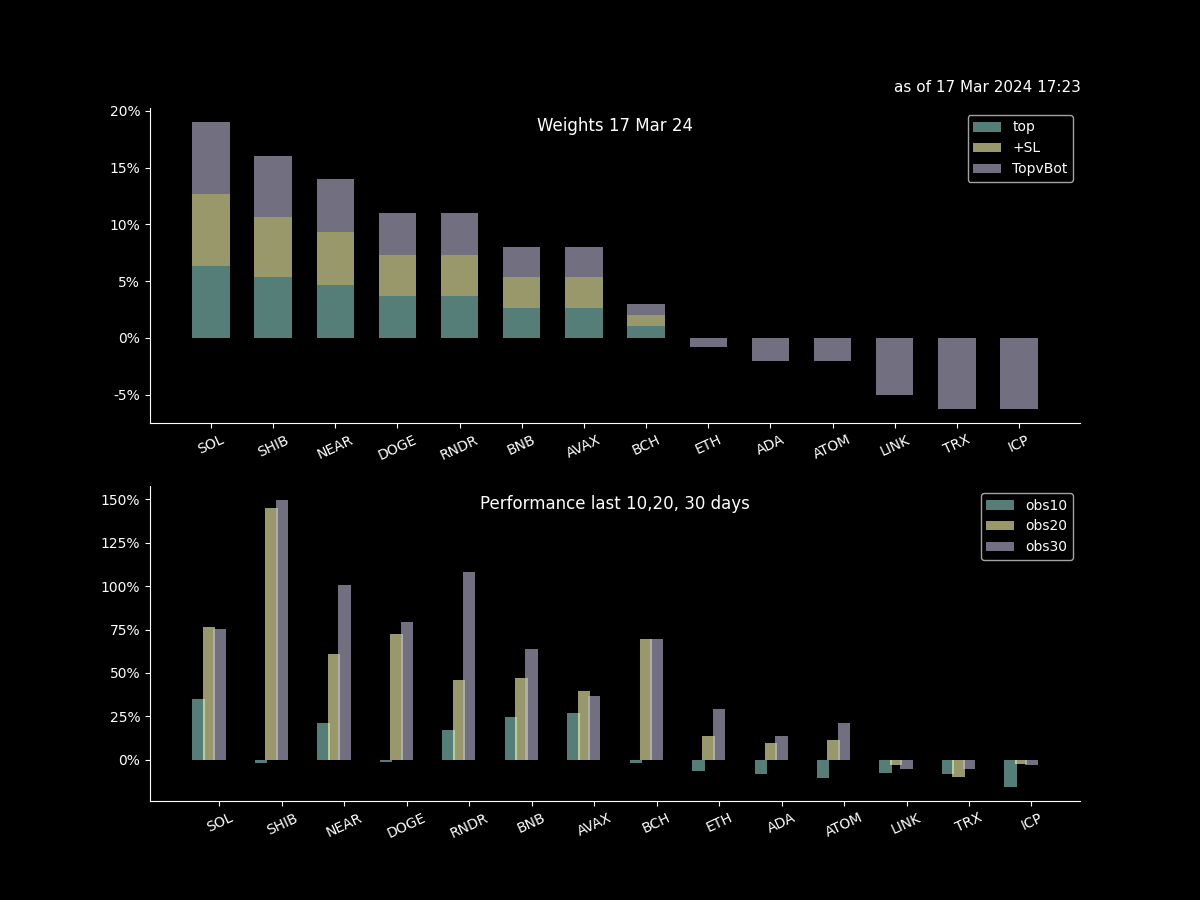 as of 17 Mar 2024 17:23
Weights 17 Mar 24
top
+SL
TopvBot
20%
15%
10%
5%
0%
-5%
SOL SHIB NEAR DOGE RNDR BNB AVAX BCH ETH ADA ATOM LINK TRX ICP
Performance last 10,20, 30 days
obs10
obs20
obs30
150%
125%
100%
75%
50%
25%
0%
SOL SHIB NEAR DOGE RNDR BNB AVAX BCH ETH ADA ATOM LINK TRX ICP